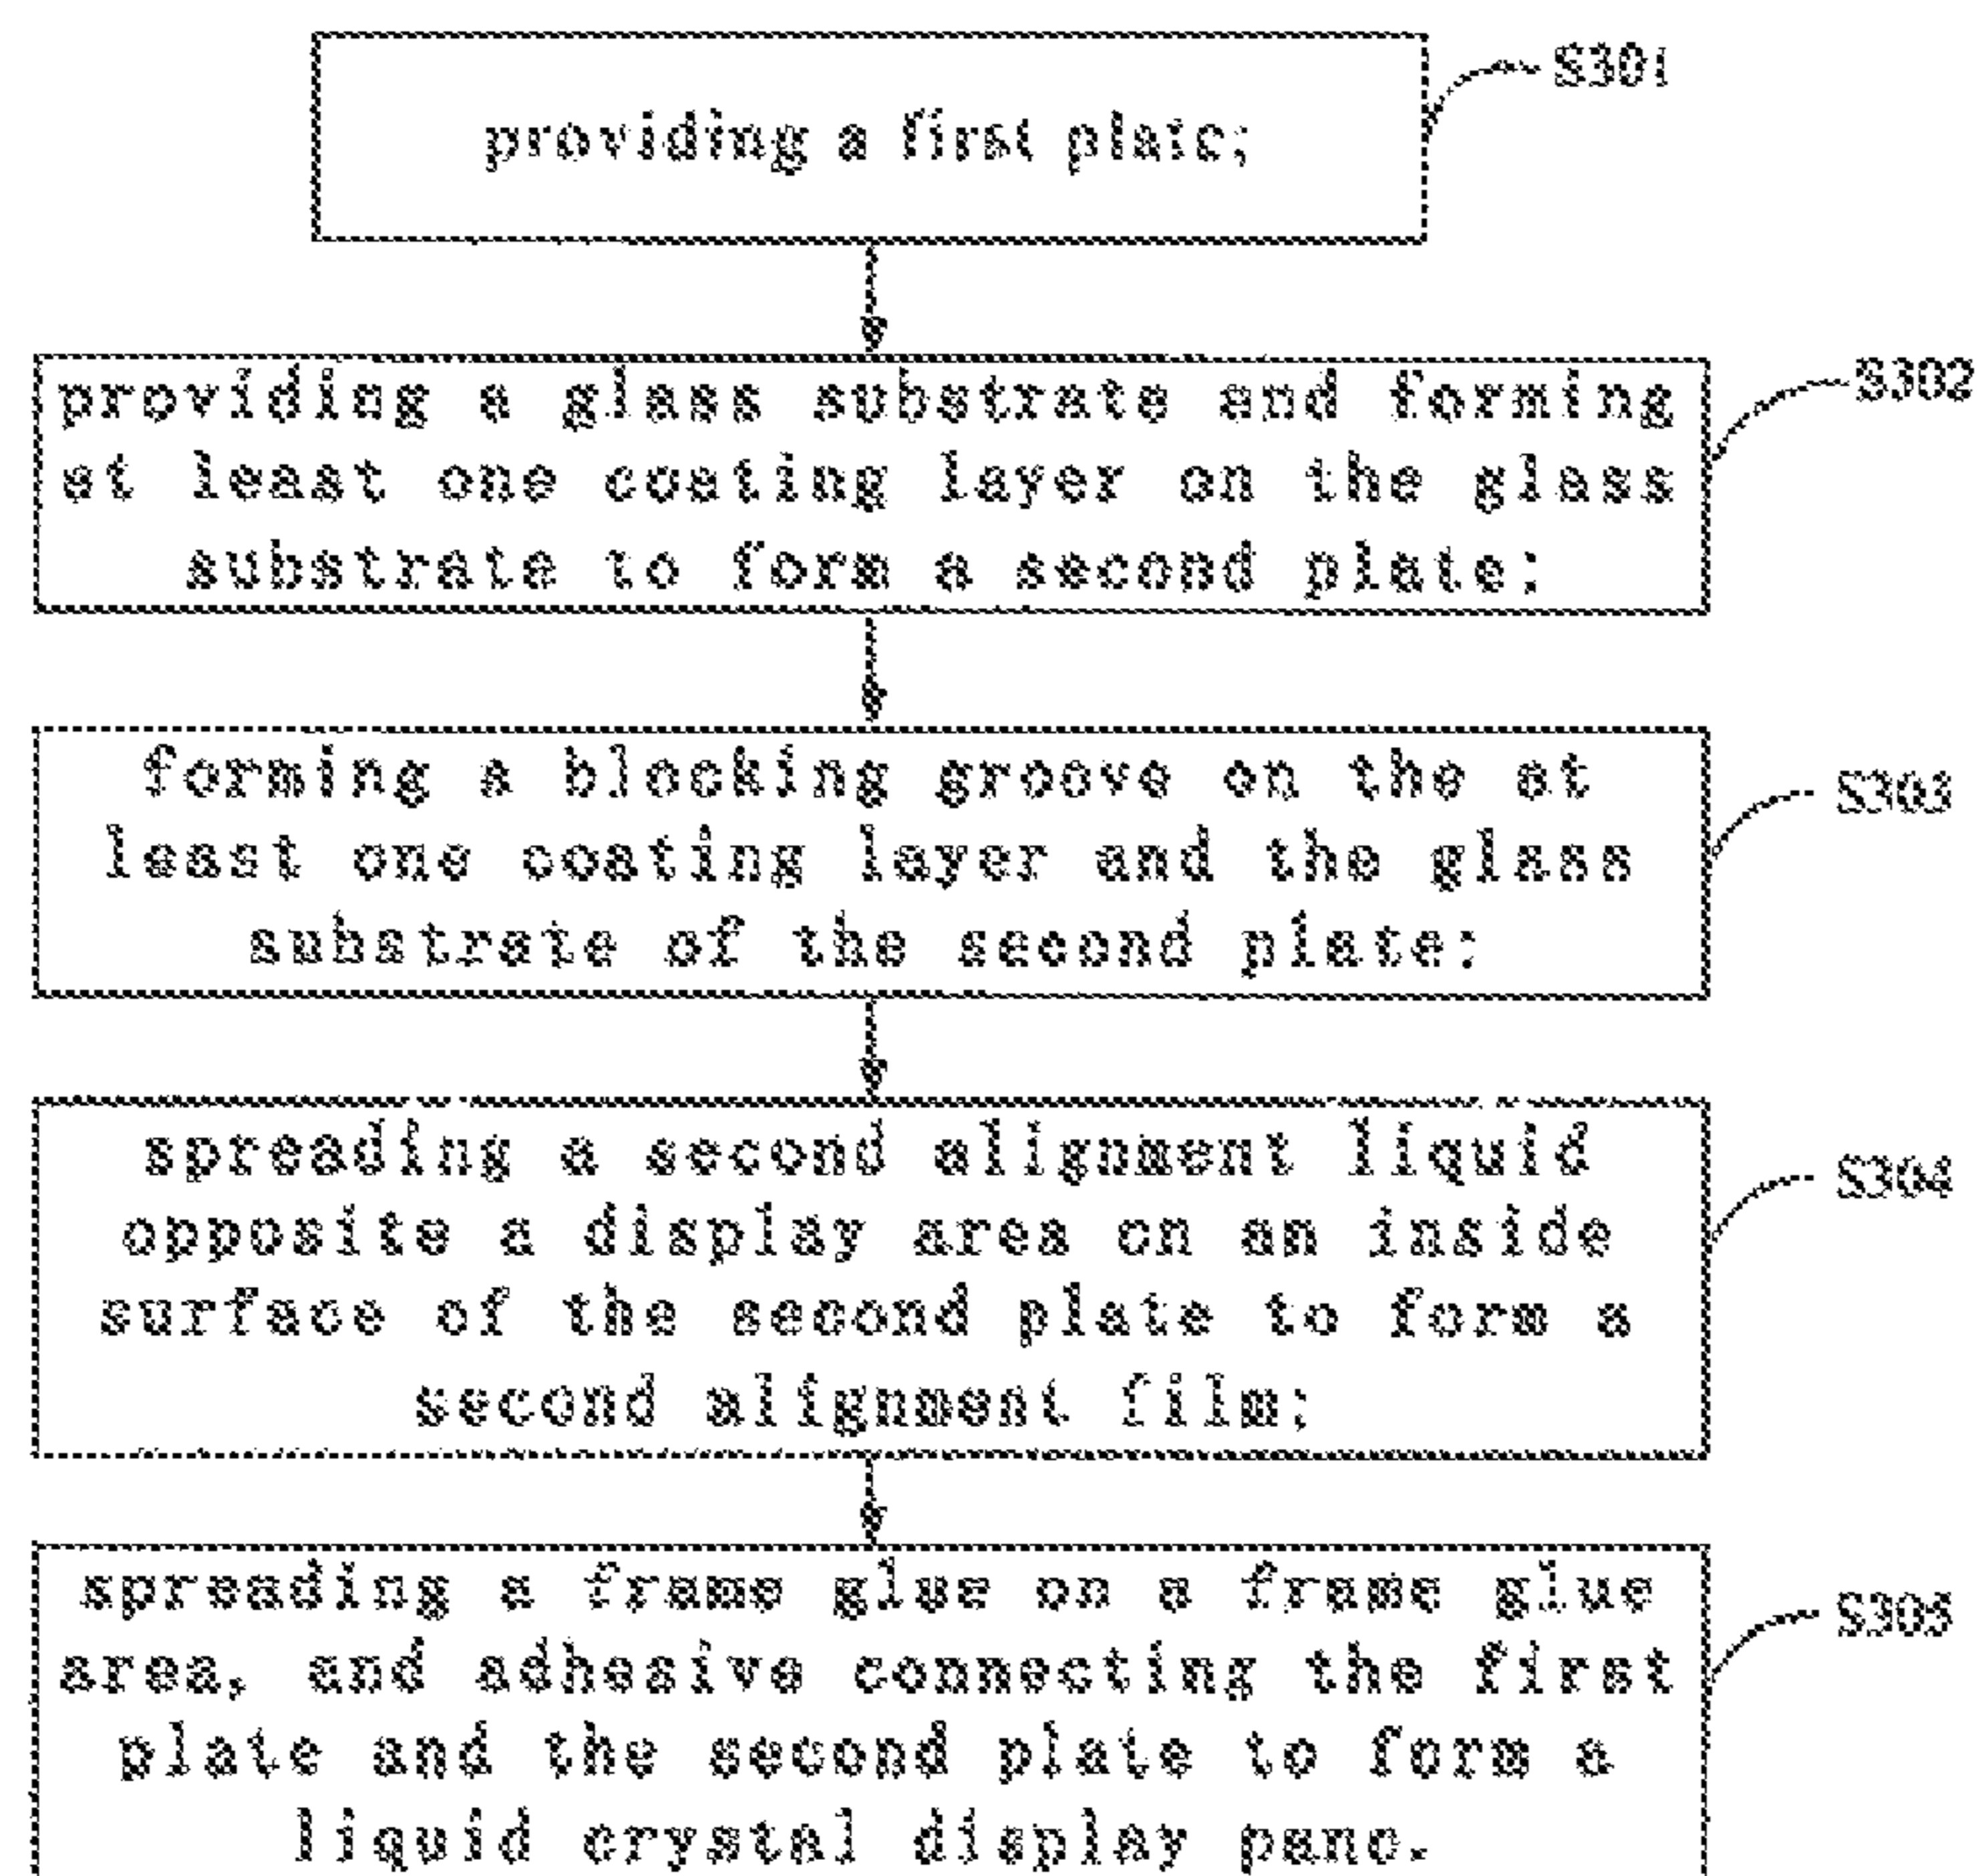 providing a first plate;
S301
providing a glass substrate and forming
at least one coating layer on the glass
substrate to form a second plate;
S302
forming a blocking groove on the at
least one coating layer and the glass
substrate of the second plate;
S303
spreading a second alignment liquid
opposite a display area on an inside
surface of the second plate to form a
second alignment film;
S304
spreading a frame glue on a frame glue
area, and adhesive connecting the first
plate and the second plate to form a
liquid crystal display pane.
S305